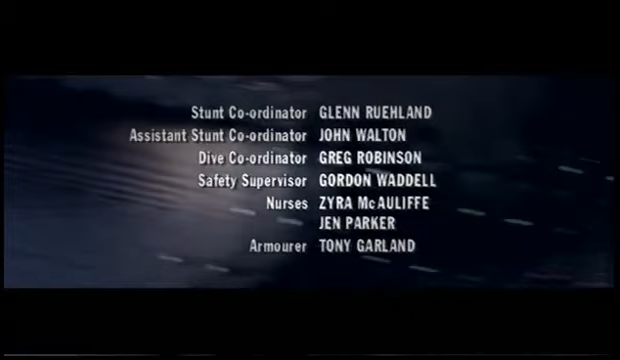 Stunt Co-ordinator GLENN RUEHLAND
Assistant Stunt Co-ordinator JOHN WALTON
Dive Co-ordinator GREG ROBINSON
Safety Supervisor GORDON WADDELL
Nurses ZYRA McAULIFFE
JEN PARKER
Armourer TONY GARLAND